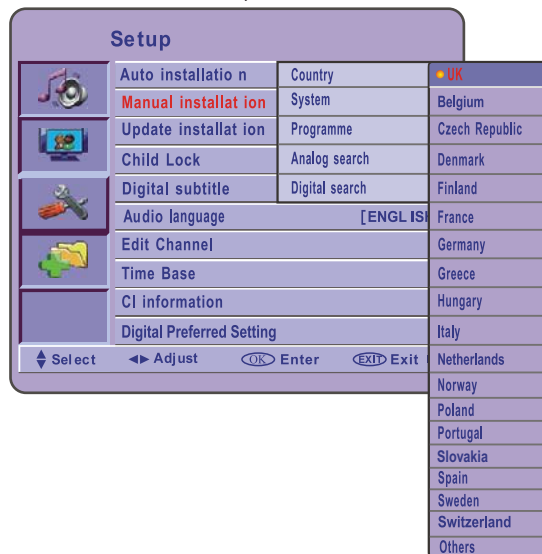 Setup
Auto installatio n
Manual installat ion
Update installat ion
Child Lock
Digital subtitle
Audio language [ENGL ISH
Edit Channel
Time Base
CI information
Digital Preferred Setting
Select Adjust OK Enter EXIT Exit
Country
System
Programme
Analog search
Digital search
UK
Belgium
Czech Republic
Denmark
Finland
France
Germany
Greece
Hungary
Italy
Netherlands
Norway
Poland
Portugal
Slovakia
Spain
Sweden
Switzerland
Others